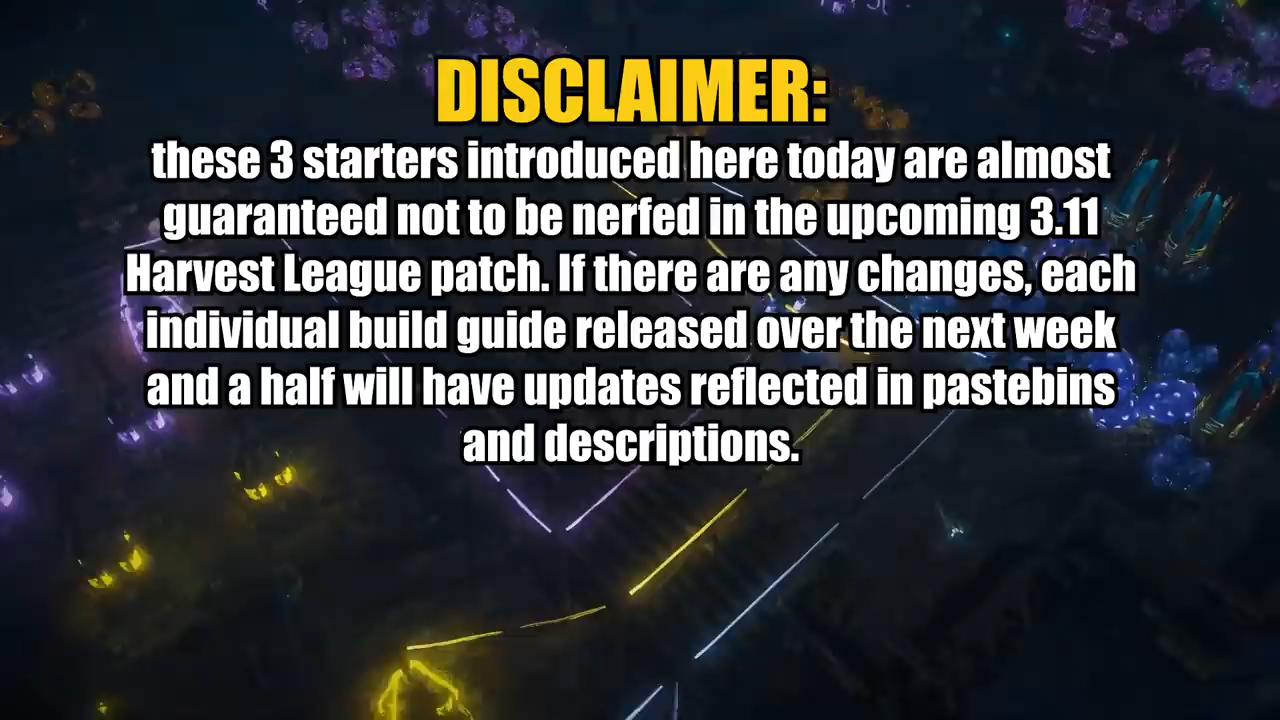 DISCLAIMER:
these 3 starters introduced here today are almost
guaranteed not to be nerfed in the upcoming 3.11
Harvest League patch. If there are any changes, each
individual build guide released over the next week
and a half will have updates reflected in pastebins
and descriptions.